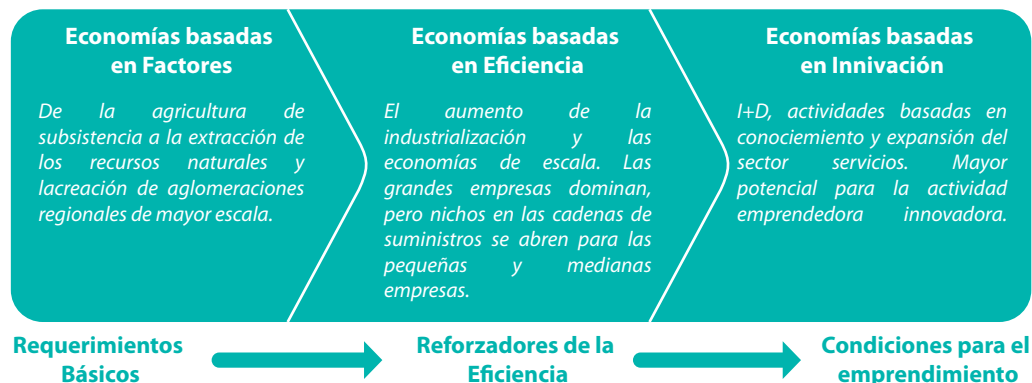 Economías basadas
en Factores
De la agricultura de
subsistencia a la extracción de
los recursos naturales y
lacreación de aglomeraciones
regionales de mayor escala.
Economías basadas
en Eficiencia
El aumento de la
industrialización y las
economías de escala. Las
grandes empresas dominan,
pero nichos en las cadenas de
suministros se abren para las
pequeñas y medianas
empresas.
Economías basadas
en Innivación
I+D, actividades basadas en
conociemiento y expansión del
sector servicios. Mayor
potencial para la actividad
emprendedora innovadora.
Requerimientos
Básicos
Reforzadores de la
Eficiencia
Condiciones para el
emprendimiento